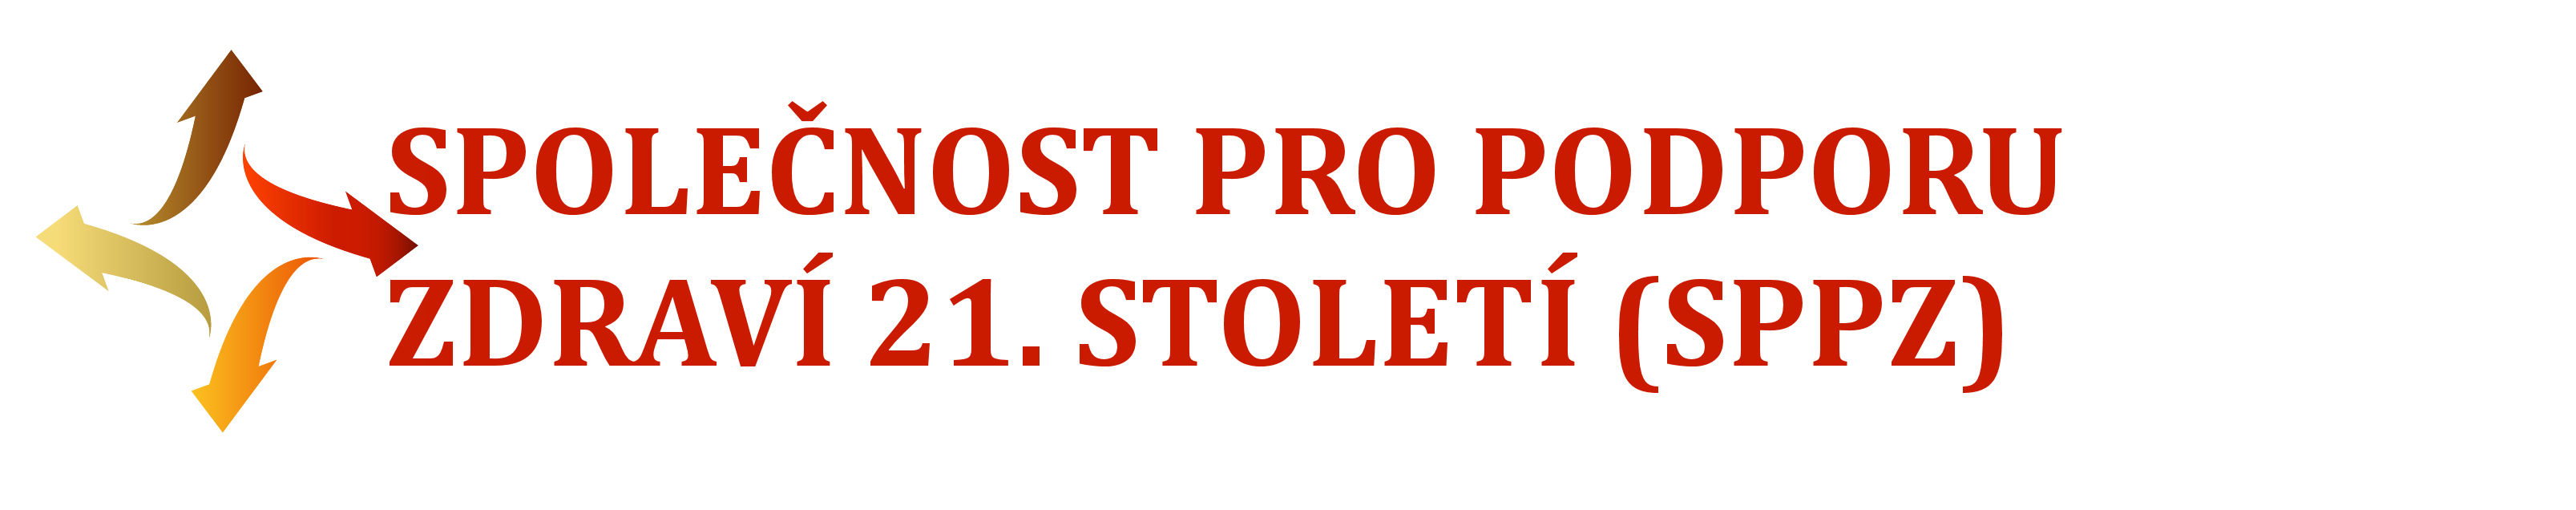 SPOLEČNOST PRO PODPORU
ZDRAVÍ 21. STOLETÍ (SPPZ)